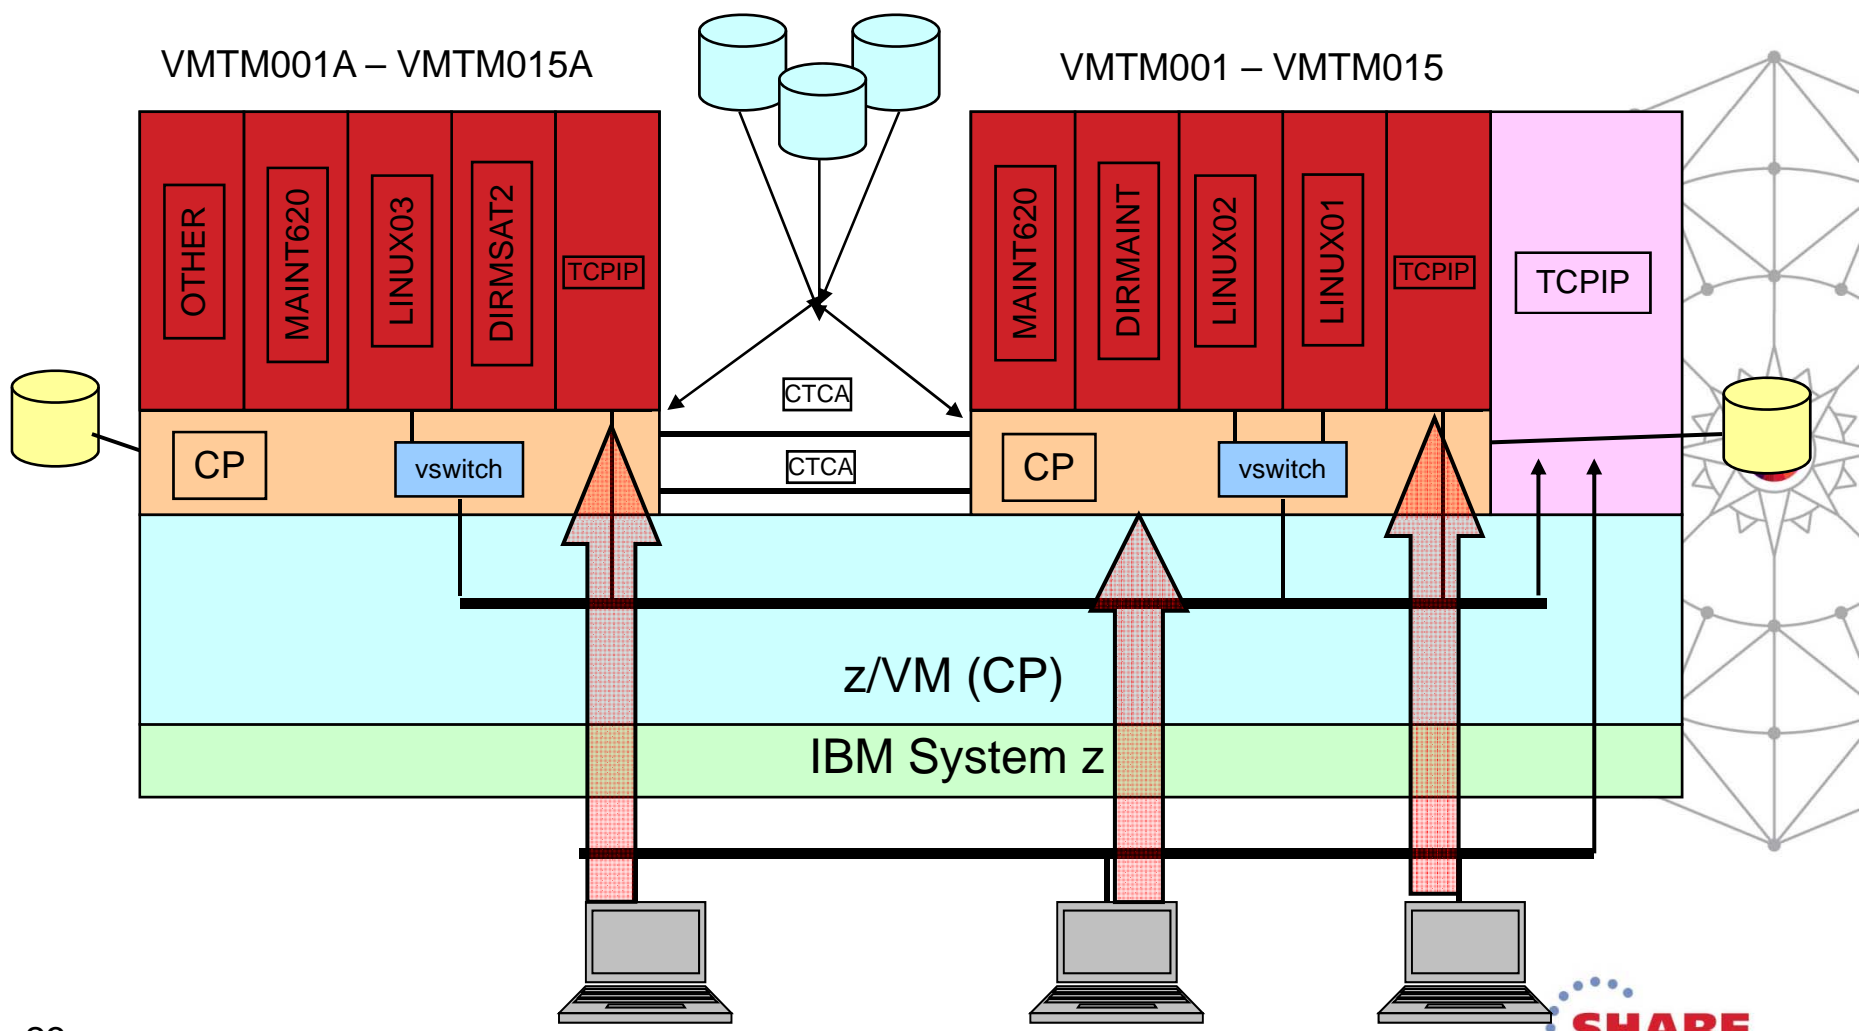 VMTM001A – VMTM015A
VMTM001 – VMTM015
OTHER
MAINT620
LINUX03
DIRMSAT2
TCPIP
MAINT620
DIRMAINT
LINUX02
LINUX01
TCPIP
TCPIP
CTCA
CTCA
CP
vswitch
CP
vswitch
z/VM (CP)
IBM System z
SHARE